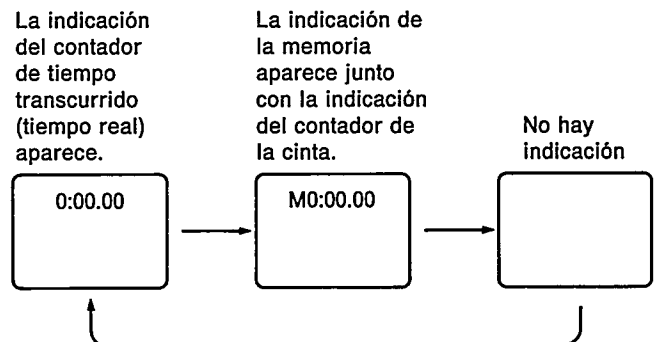 La indicación
del contador
de tiempo
transcurrido
(tiempo real)
aparece.
La indicación de
la memoria
aparece junto
con la indicación
del contador de
la cinta.
No hay
indicación
0:00.00
M0:00.00